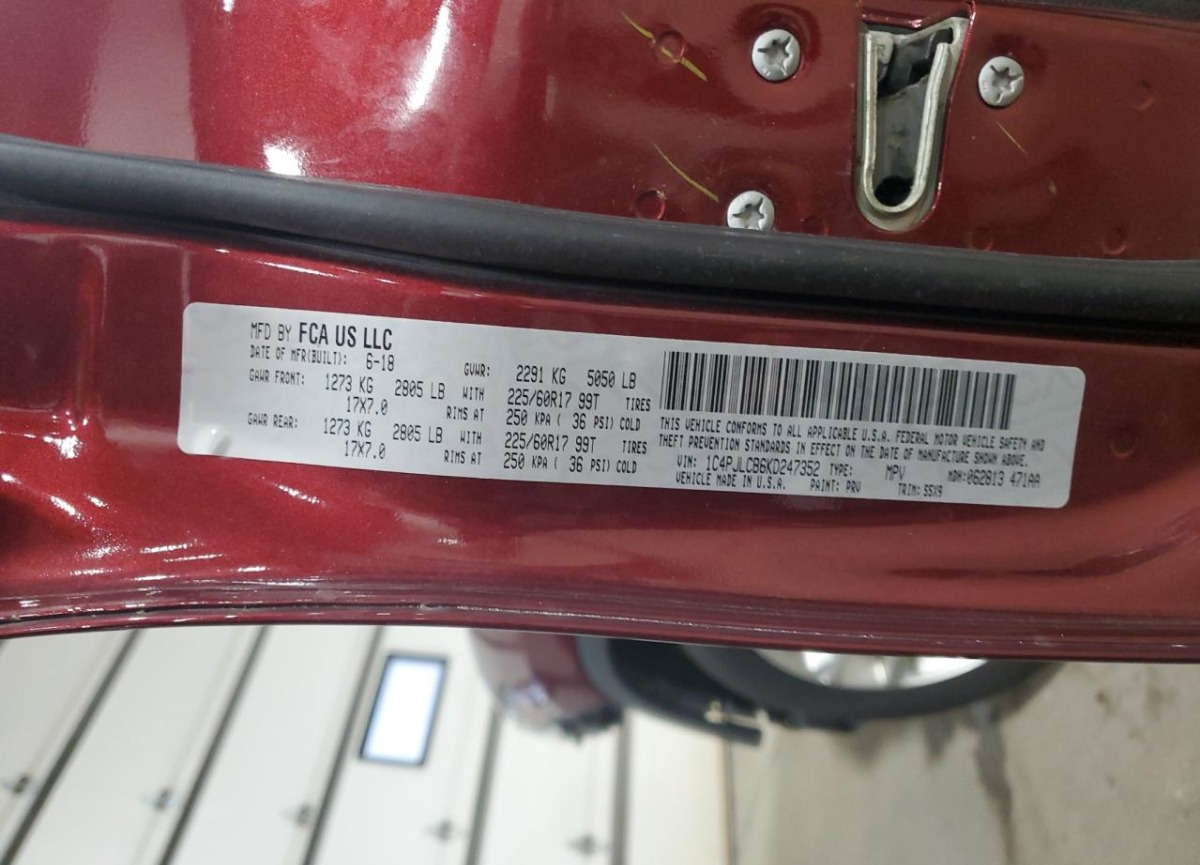 MFD BY FCA US LLC
DATE OF MFR(BUILT): 6-18 GVWR: 2291 KG 5050 LB
GAWR FRONT: 1273 KG 2805 LB WITH 225/60R17 99T TIRES
17X7.0 RIMS AT 250 KPA ( 36 PSI) COLD
GAWR REAR: 1273 KG 2805 LB WITH 225/60R17 99T TIRES
17X7.0 RIMS AT 250 KPA ( 36 PSI) COLD
THIS VEHICLE CONFORMS TO ALL APPLICABLE U.S.A. FEDERAL MOTOR VEHICLE SAFETY AND
THEFT PREVENTION STANDARDS IN EFFECT ON THE DATE OF MANUFACTURE SHOWN ABOVE.
VIN: 1C4PJLCB6KD247352 TYPE: MPV MDH:062813 471AA
VEHICLE MADE IN U.S.A. PAINT: PRV TRIM: S5X9